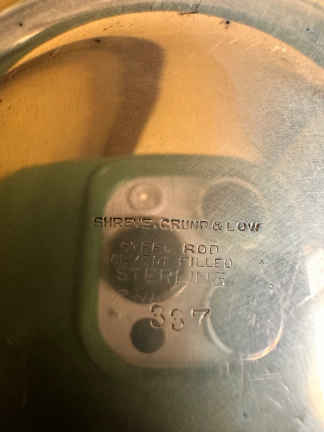 SHREVE, CRUMP & LOW
STEEL ROD
CEMENT FILLED
STERLING
337